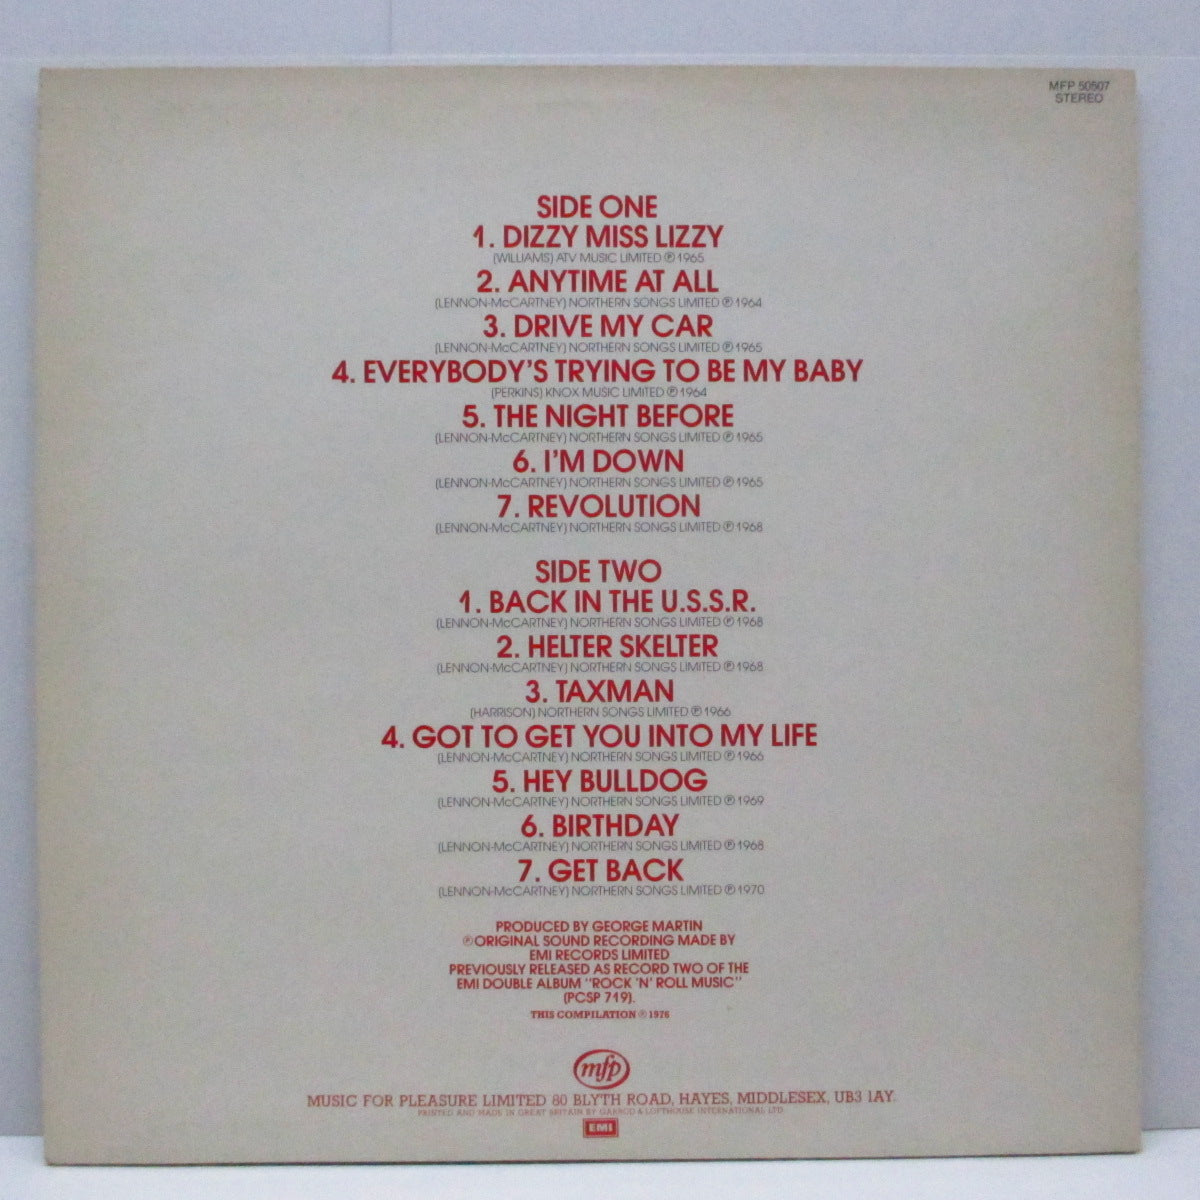 MFP 50507
STEREO
SIDE ONE
1. DIZZY MISS LIZZY
(WILLIAMS) ATV MUSIC LIMITED ℗ 1965
2. ANYTIME AT ALL
(LENNON-McCARTNEY) NORTHERN SONGS LIMITED ℗ 1964
3. DRIVE MY CAR
(LENNON-McCARTNEY) NORTHERN SONGS LIMITED ℗ 1965
4. EVERYBODY'S TRYING TO BE MY BABY
(PERKINS) KNOX MUSIC LIMITED ℗ 1964
5. THE NIGHT BEFORE
(LENNON-McCARTNEY) NORTHERN SONGS LIMITED ℗ 1965
6. I'M DOWN
(LENNON-McCARTNEY) NORTHERN SONGS LIMITED ℗ 1965
7. REVOLUTION
(LENNON-McCARTNEY) NORTHERN SONGS LIMITED ℗ 1968
SIDE TWO
1. BACK IN THE U.S.S.R.
(LENNON-McCARTNEY) NORTHERN SONGS LIMITED ℗ 1968
2. HELTER SKELTER
(LENNON-McCARTNEY) NORTHERN SONGS LIMITED ℗ 1968
3. TAXMAN
(HARRISON) NORTHERN SONGS LIMITED ℗ 1966
4. GOT TO GET YOU INTO MY LIFE
(LENNON-McCARTNEY) NORTHERN SONGS LIMITED ℗ 1966
5. HEY BULLDOG
(LENNON-McCARTNEY) NORTHERN SONGS LIMITED ℗ 1969
6. BIRTHDAY
(LENNON-McCARTNEY) NORTHERN SONGS LIMITED ℗ 1968
7. GET BACK
(LENNON-McCARTNEY) NORTHERN SONGS LIMITED ℗ 1970
PRODUCED BY GEORGE MARTIN
℗ ORIGINAL SOUND RECORDING MADE BY
EMI RECORDS LIMITED
PREVIOUSLY RELEASED AS RECORD TWO OF THE
EMI DOUBLE ALBUM "ROCK 'N' ROLL MUSIC"
(PCSP 719).
THIS COMPILATION ℗ 1976
mfp
MUSIC FOR PLEASURE LIMITED 80 BLYTH ROAD, HAYES, MIDDLESEX, UB3 1AY.
PRINTED AND MADE IN GREAT BRITAIN BY GARROD & LOFTHOUSE INTERNATIONAL LTD.
EMI